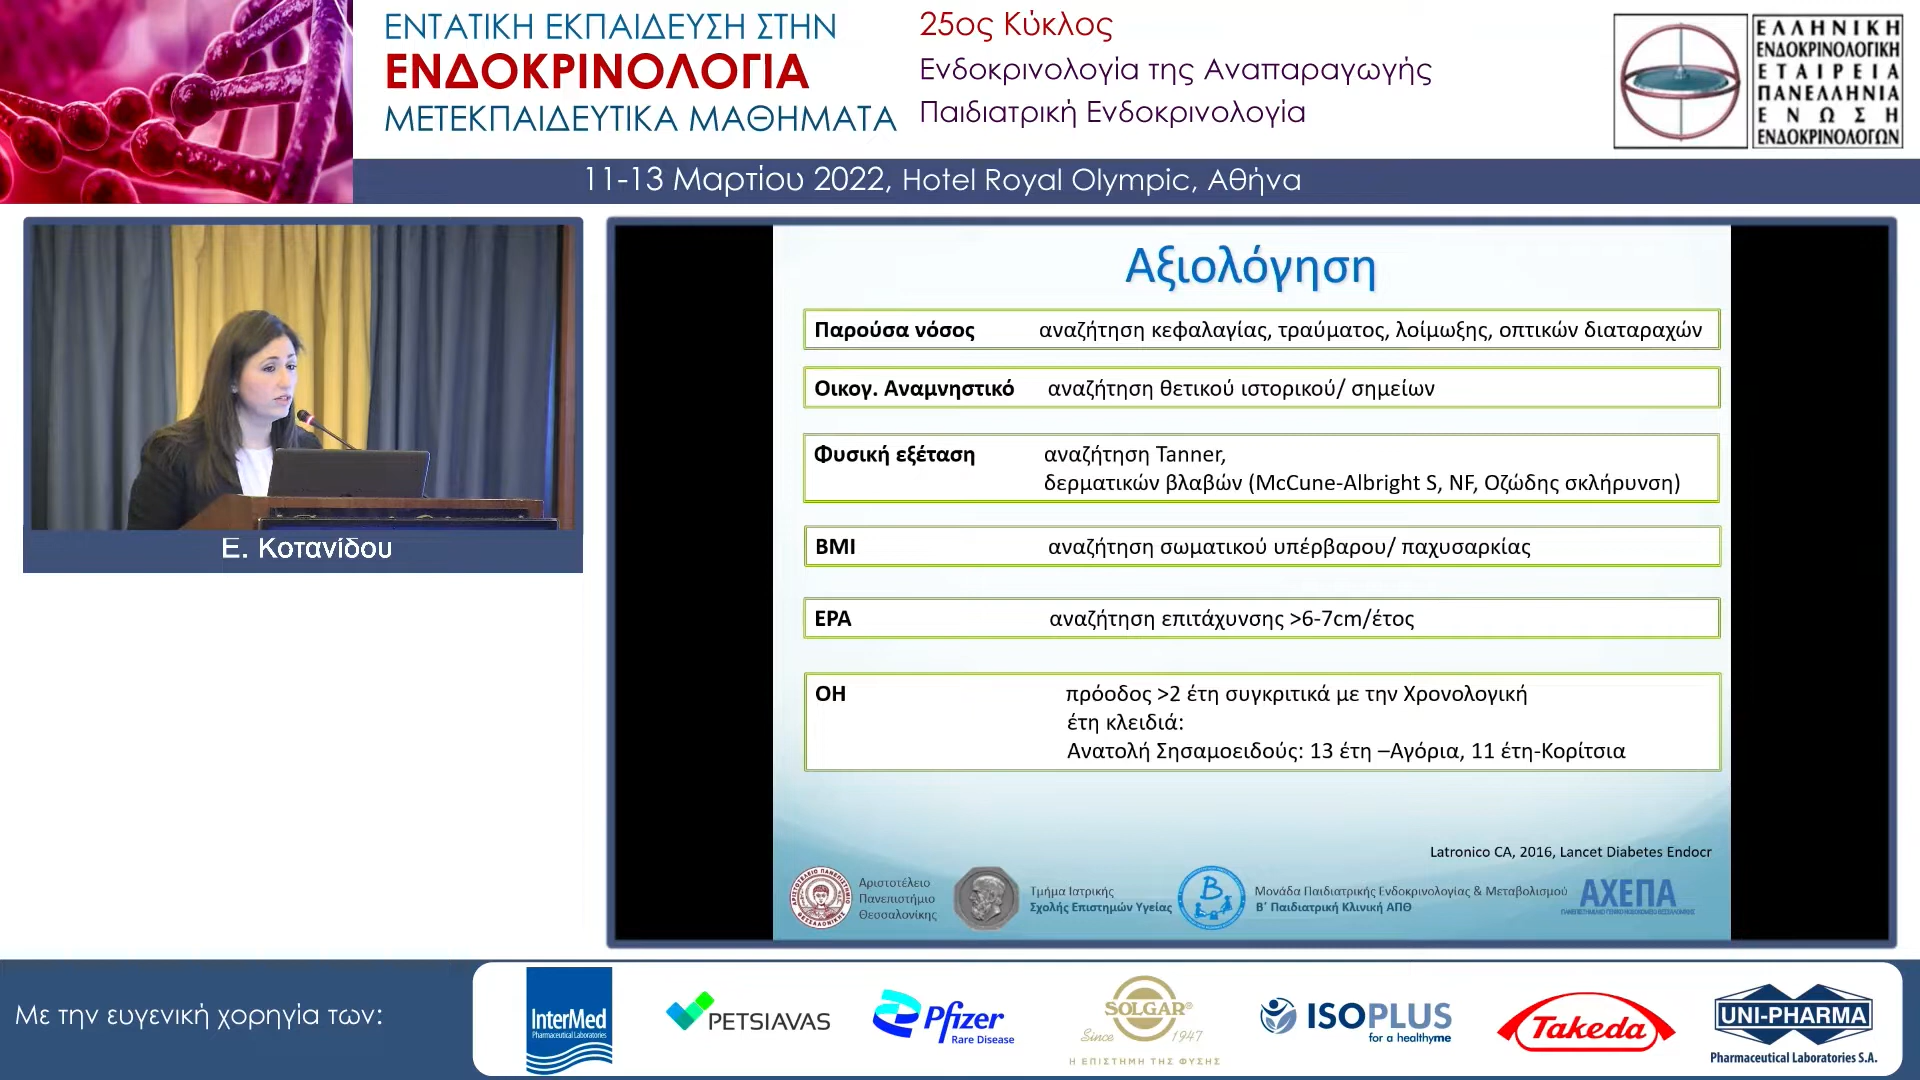 ΕΝΤΑΤΙΚΗ ΕΚΠΑΙΔΕΥΣΗ ΣΤΗΝ
ΕΝΔΟΚΡΙΝΟΛΟΓΙΑ
ΜΕΤΕΚΠΑΙΔΕΥΤΙΚΑ ΜΑΘΗΜΑΤΑ
25ος Κύκλος
Ενδοκρινολογία της Αναπαραγωγής
Παιδιατρική Ενδοκρινολογία
ΕΛΛΗΝΙΚΗ
ΕΝΔΟΚΡΙΝΟΛΟΓΙΚΗ
ΕΤΑΙΡΕΙΑ
ΠΑΝΕΛΛΗΝΙΑ
ΕΝΩΣΗ
ΕΝΔΟΚΡΙΝΟΛΟΓΩΝ
11-13 Μαρτίου 2022, Hotel Royal Olympic, Αθήνα
Ε. Κοτανίδου
Αξιολόγηση
Παρούσα νόσος αναζήτηση κεφαλαγίας, τραύματος, λοίμωξης, οπτικών διαταραχών
Οικογ. Αναμνηστικό αναζήτηση θετικού ιστορικού/ σημείων
Φυσική εξέταση αναζήτηση Tanner,
δερματικών βλαβών (McCune-Albright S, NF, Οζώδης σκλήρυνση)
BMI αναζήτηση σωματικού υπέρβαρου/ παχυσαρκίας
ΕΡΑ αναζήτηση επιτάχυνσης >6-7cm/έτος
ΟΗ πρόοδος >2 έτη συγκριτικά με την Χρονολογική
έτη κλειδιά:
Ανατολή Σησαμοειδούς: 13 έτη –Αγόρια, 11 έτη-Κορίτσια
Latronico CA, 2016, Lancet Diabetes Endocr
Αριστοτέλειο
Πανεπιστήμιο
Θεσσαλονίκης
Τμήμα Ιατρικής
Σχολής Επιστημών Υγείας
Μονάδα Παιδιατρικής Ενδοκρινολογίας & Μεταβολισμού
Β΄ Παιδιατρική Κλινική ΑΠΘ
ΑΧΕΠΑ
Με την ευγενική χορηγία των:
InterMed
Pharmaceutical Laboratories
PETSIAVAS
Pfizer
Rare Disease
SOLGAR®
Since 1947
Η ΕΠΙΣΤΗΜΗ ΤΗΣ ΦΥΣΗΣ
ISOPLUS
for a healthyme
Takeda
UNI-PHARMA
Pharmaceutical Laboratories S.A.